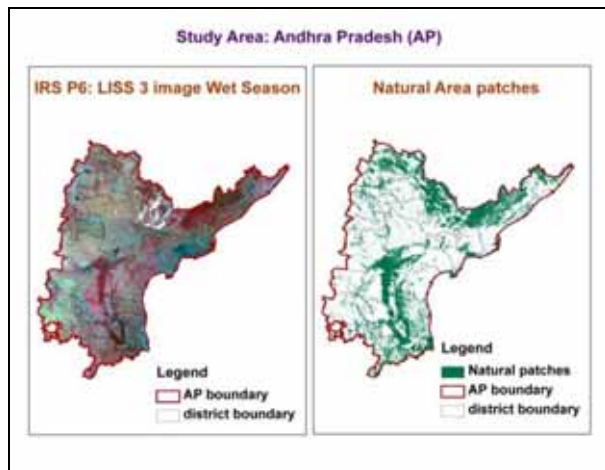 Study Area: Andhra Pradesh (AP)
IRS P6: LISS 3 image Wet Season
Legend
AP boundary
district boundary
Natural Area patches
Legend
Natural patches
AP boundary
district boundary